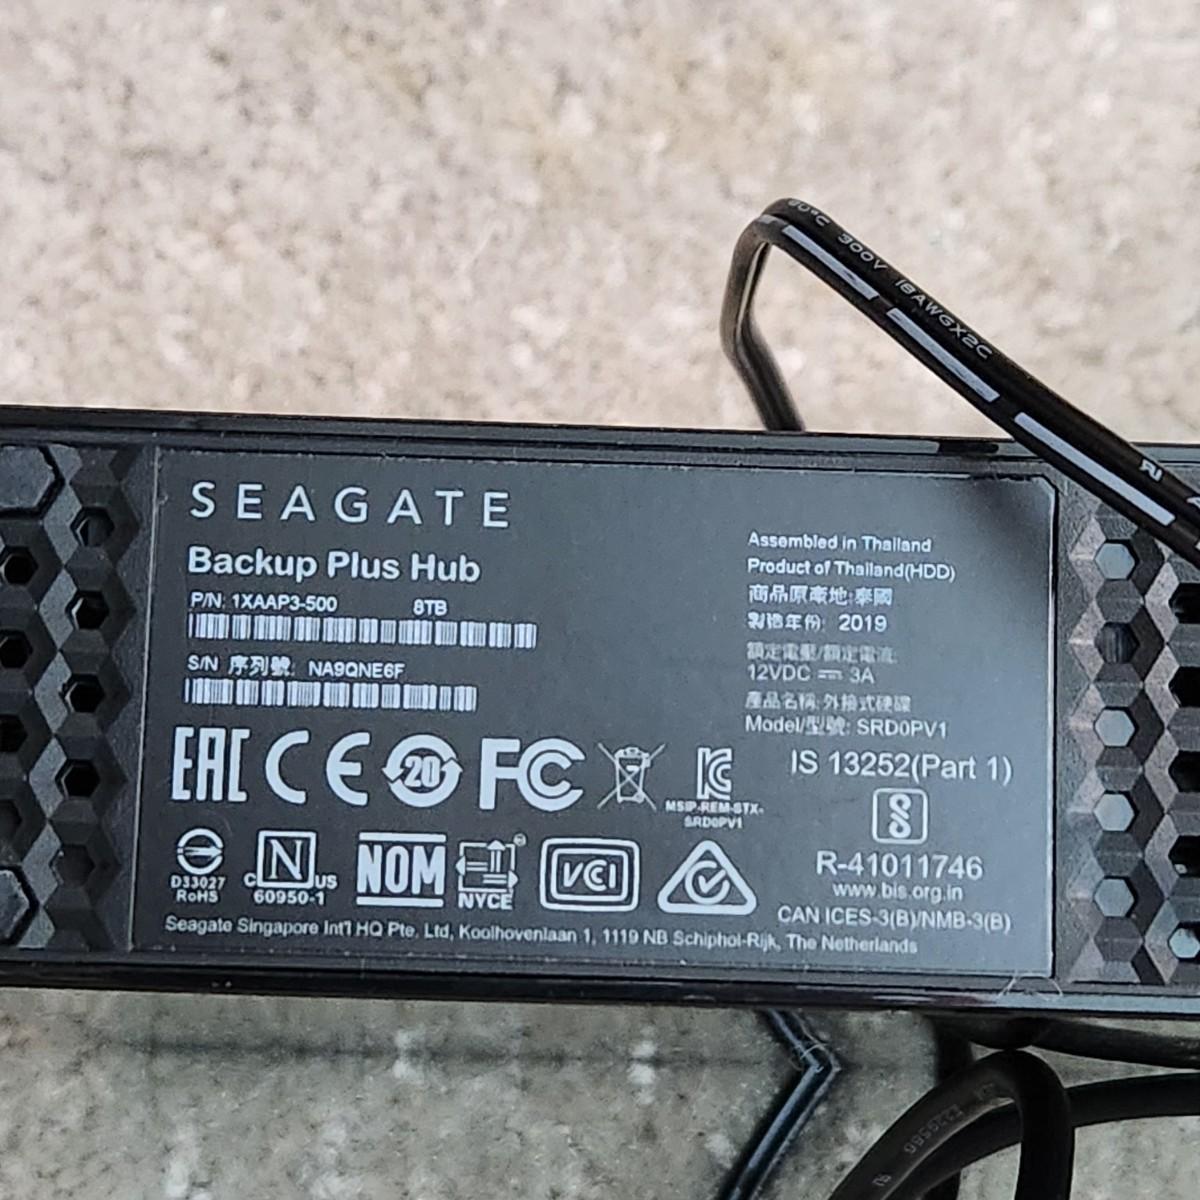 80°C 300V 18AWGX2C
SEAGATE
Backup Plus Hub
P/N: 1XAAP3-500 8TB
S/N 序列號: NA9QNE6F
Assembled in Thailand
Product of Thailand(HDD)
商品原產地:泰國
製造年份: 2019
額定電壓/額定電流:
12VDC ⎓ 3A
產品名稱:外接式硬碟
Model/型號: SRD0PV1
EAC CE 20 FC
MSIP-REM-STX-
SRD0PV1
IS 13252(Part 1)
R-41011746
www.bis.org.in
CAN ICES-3(B)/NMB-3(B)
D33027
RoHS
C N US
60950-1
NOM
NYCE
VCI
Seagate Singapore Int'l HQ Pte. Ltd, Koolhovenlaan 1, 1119 NB Schiphol-Rijk, The Netherlands